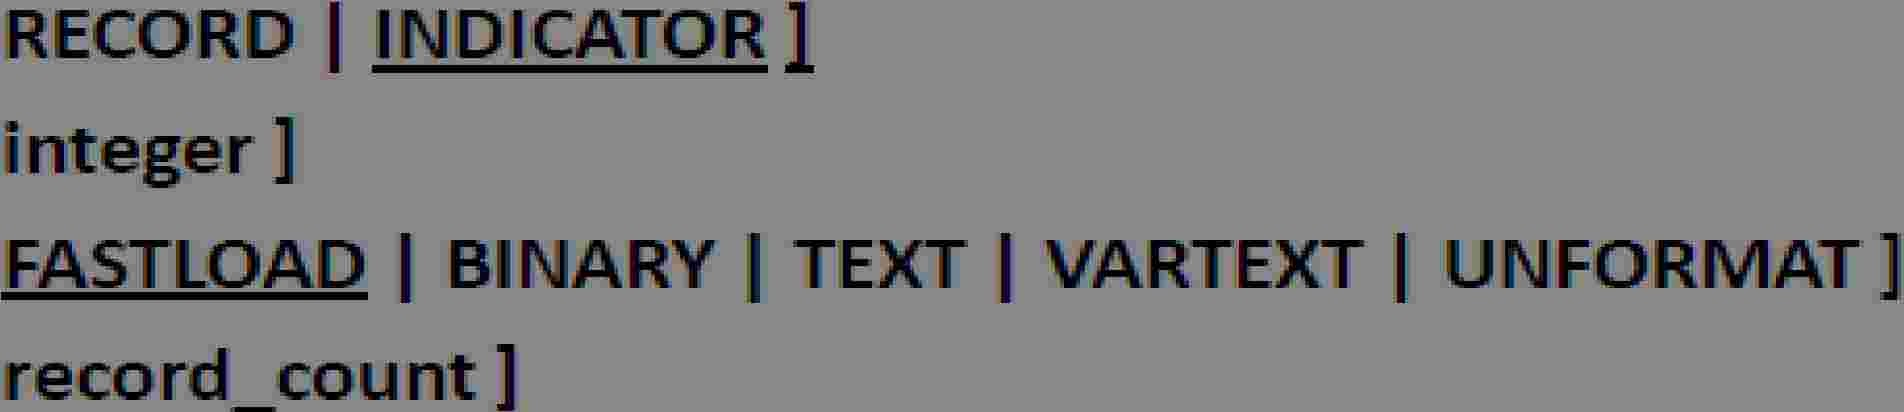 RECORD | INDICATOR ]
integer ]
FASTLOAD | BINARY | TEXT | VARTEXT | UNFORMAT ]
record_count ]